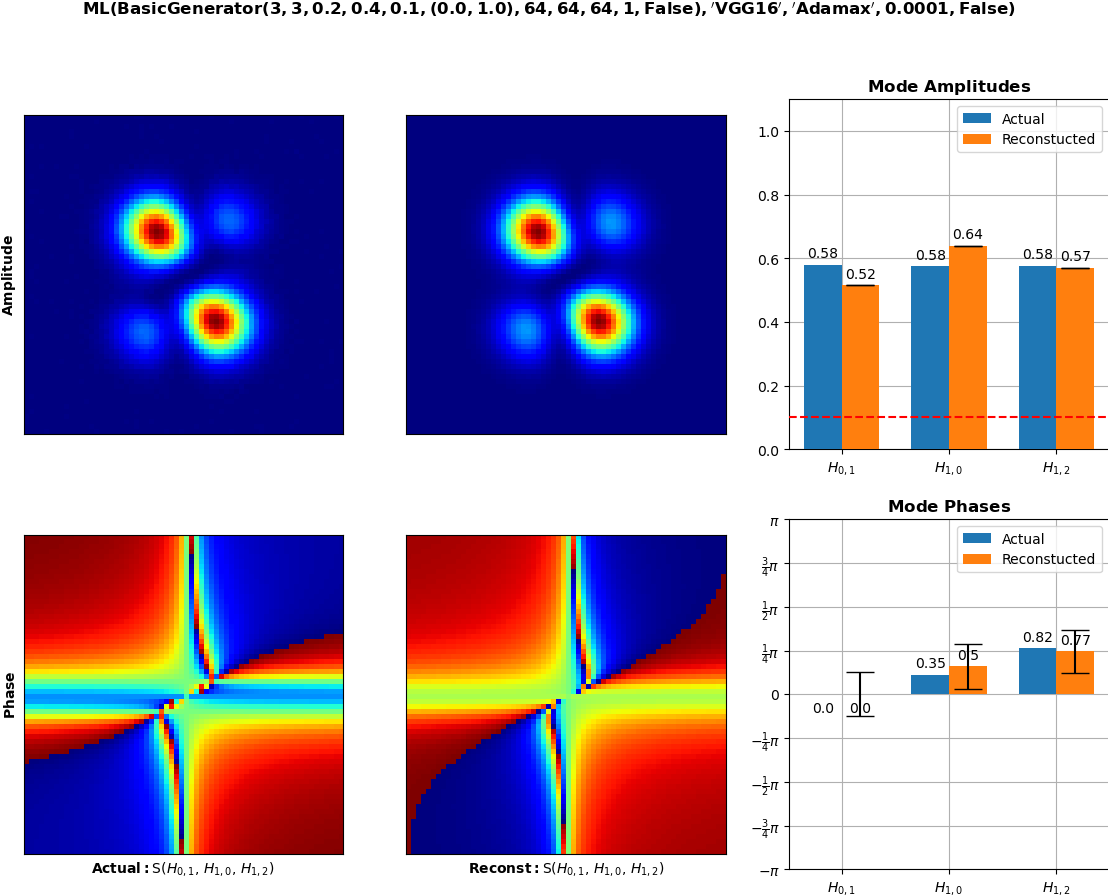 ML(BasicGenerator(3, 3, 0.2, 0.4, 0.1, (0.0, 1.0), 64, 64, 64, 1, False), ′VGG16′, ′Adamax′, 0.0001, False)
Amplitude
Mode Amplitudes
Actual
Reconstucted
1.0
0.8
0.6
0.4
0.2
0.0
0.58
0.52
0.58
0.64
0.58
0.57
H0, 1
H1, 0
H1, 2
Phase
Actual: S(H0, 1, H1, 0, H1, 2)
Reconst: S(H0, 1, H1, 0, H1, 2)
Mode Phases
Actual
Reconstucted
π
3/4π
1/2π
1/4π
0
−1/4π
−1/2π
−3/4π
−π
0.0
0.0
0.35
0.5
0.82
0.77
H0, 1
H1, 0
H1, 2